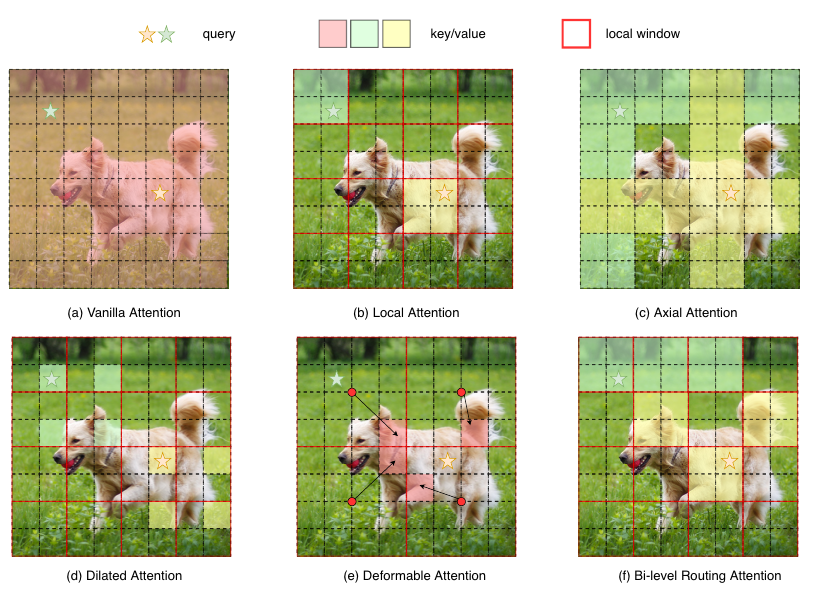 query
key/value
local window
(a) Vanilla Attention
(b) Local Attention
(c) Axial Attention
(d) Dilated Attention
(e) Deformable Attention
(f) Bi-level Routing Attention